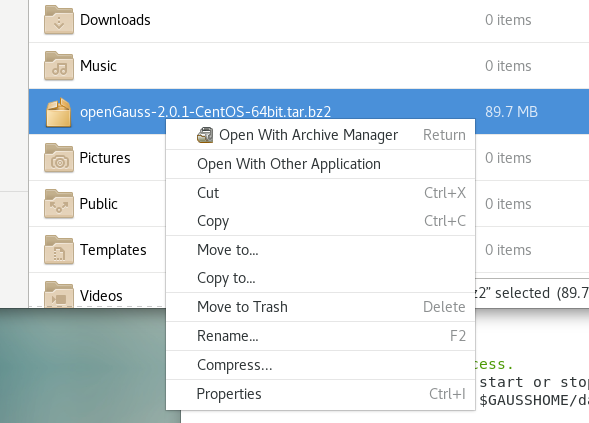 Downloads 0 items
Music 0 items
openGauss-2.0.1-CentOS-64bit.tar.bz2 89.7 MB
Open With Archive Manager Return
Pictures 0 items
Open With Other Application
Cut Ctrl+X
Public 0 items
Copy Ctrl+C
Templates 0 items
Move to...
Copy to...
Videos z2" selected (89.7
Move to Trash Delete
Rename... F2
Compress... cess.
start or stop
Properties Ctrl+I $GAUSSHOME/da